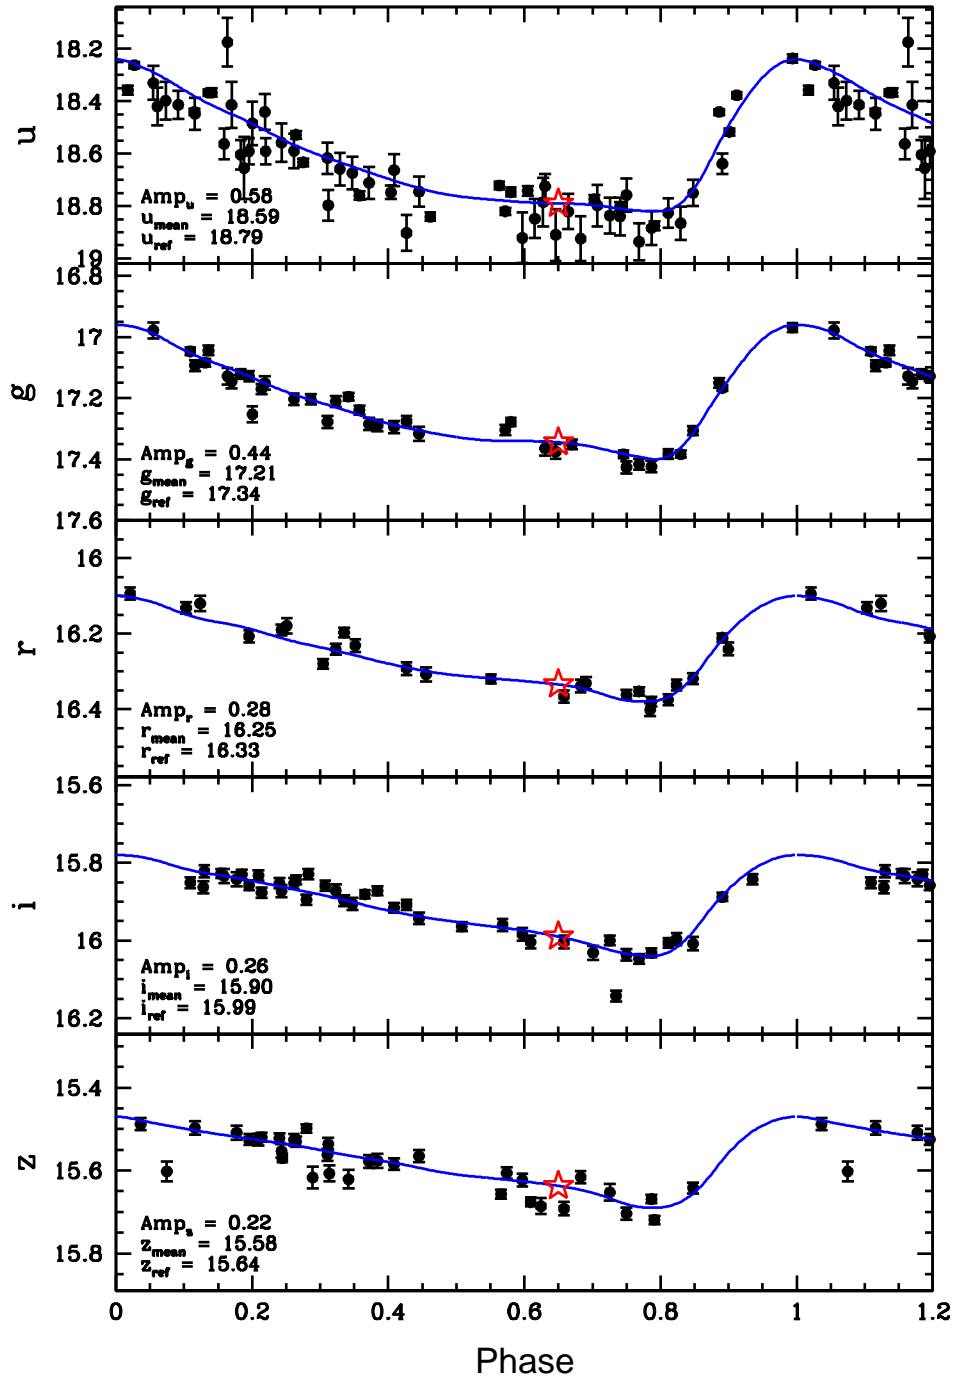 18.2
18.4
18.6
18.8
19
u
Amp_u = 0.58
u_mean = 18.59
u_ref = 18.79
16.8
17
17.2
17.4
17.6
g
Amp_g = 0.44
g_mean = 17.21
g_ref = 17.34
16
16.2
16.4
r
Amp_r = 0.28
r_mean = 16.25
r_ref = 16.33
15.6
15.8
16
16.2
i
Amp_i = 0.26
i_mean = 15.90
i_ref = 15.99
15.4
15.6
15.8
z
Amp_z = 0.22
z_mean = 15.58
z_ref = 15.64
0 0.2 0.4 0.6 0.8 1 1.2
Phase